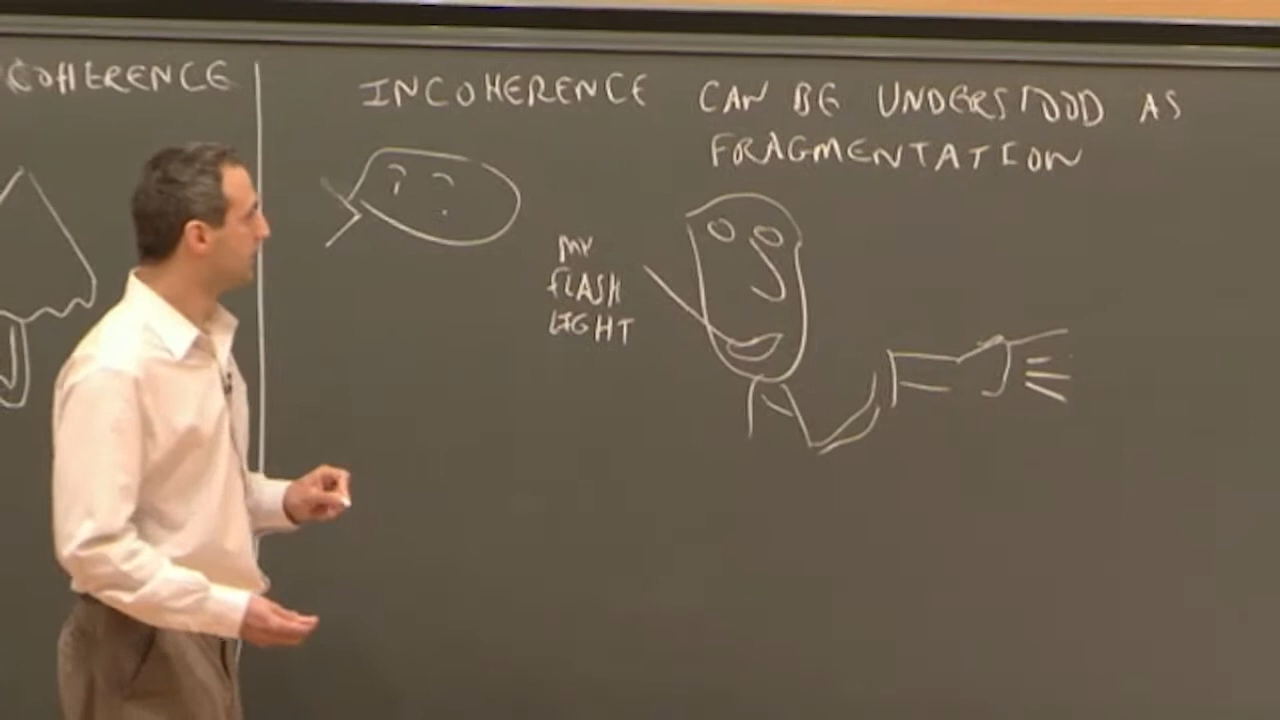 COHERENCE
INCOHERENCE CAN BE UNDERSTOOD AS
FRAGMENTATION
? ?
MY
FLASH
LIGHT